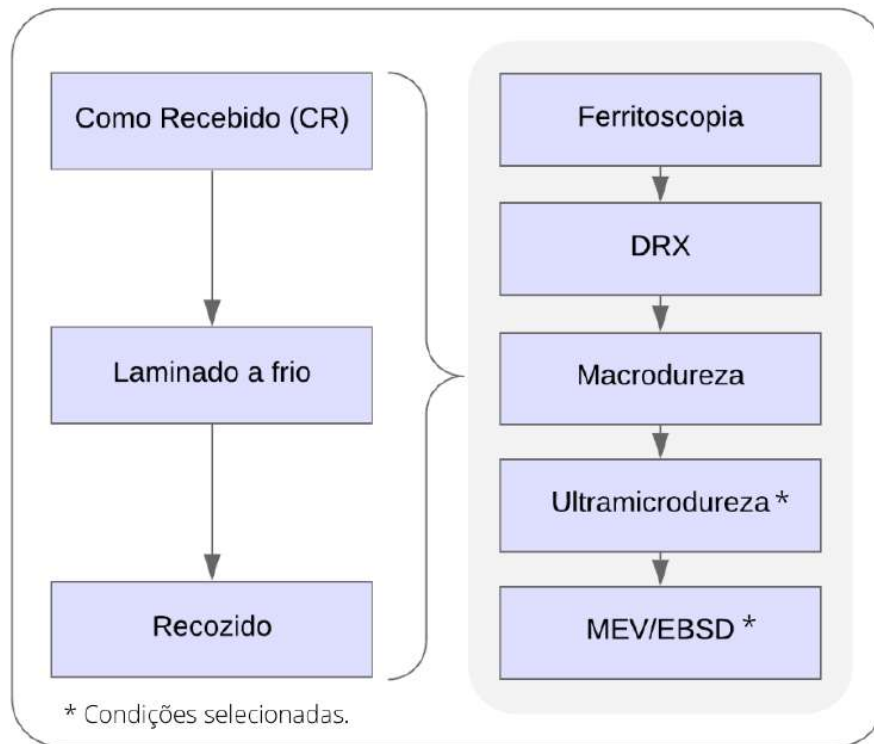 Como Recebido (CR)
Laminado a frio
Recozido
* Condições selecionadas.
Ferritoscopia
DRX
Macrodureza
Ultramicrodureza *
MEV/EBSD *